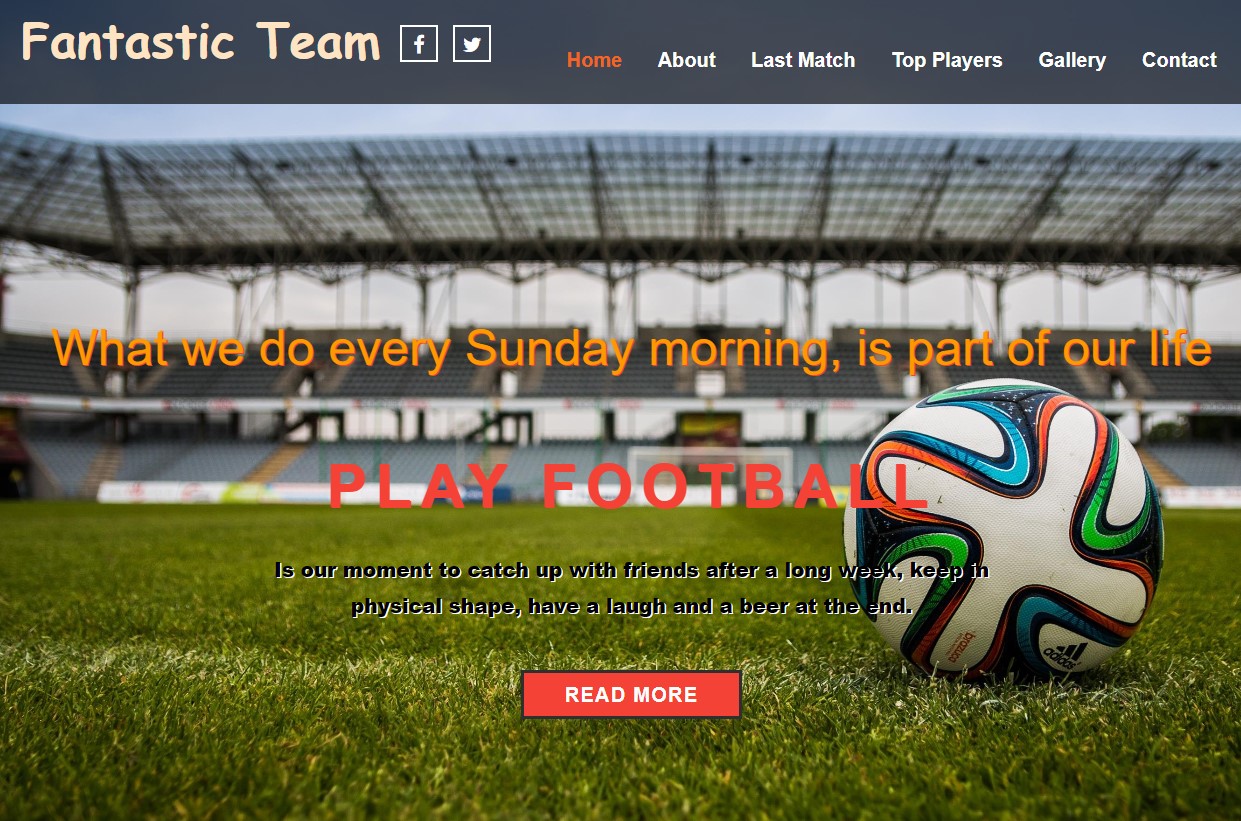 Fantastic Team
Home About Last Match Top Players Gallery Contact
What we do every Sunday morning, is part of our life
PLAY FOOTBALL
Is our moment to catch up with friends after a long week, keep in
physical shape, have a laugh and a beer at the end.
READ MORE
brazuca
adidas